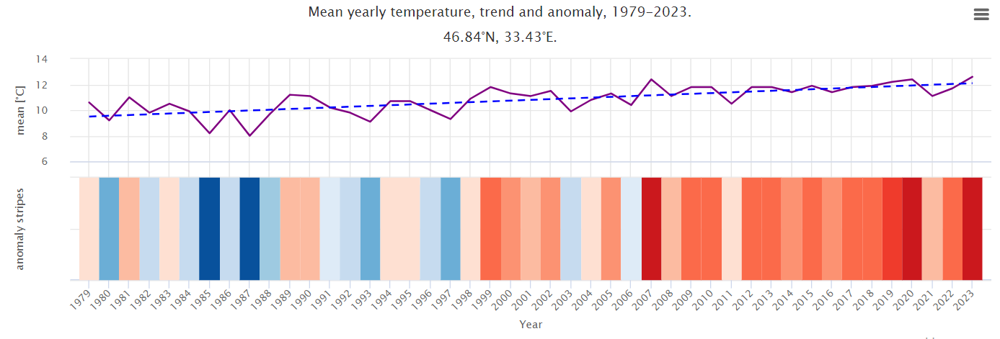 Mean yearly temperature, trend and anomaly, 1979–2023.
46.84°N, 33.43°E.
mean [°C]
14
12
10
8
6
anomaly stripes
1979 1980 1981 1982 1983 1984 1985 1986 1987 1988 1989 1990 1991 1992 1993 1994 1995 1996 1997 1998 1999 2000 2001 2002 2003 2004 2005 2006 2007 2008 2009 2010 2011 2012 2013 2014 2015 2016 2017 2018 2019 2020 2021 2022 2023
Year